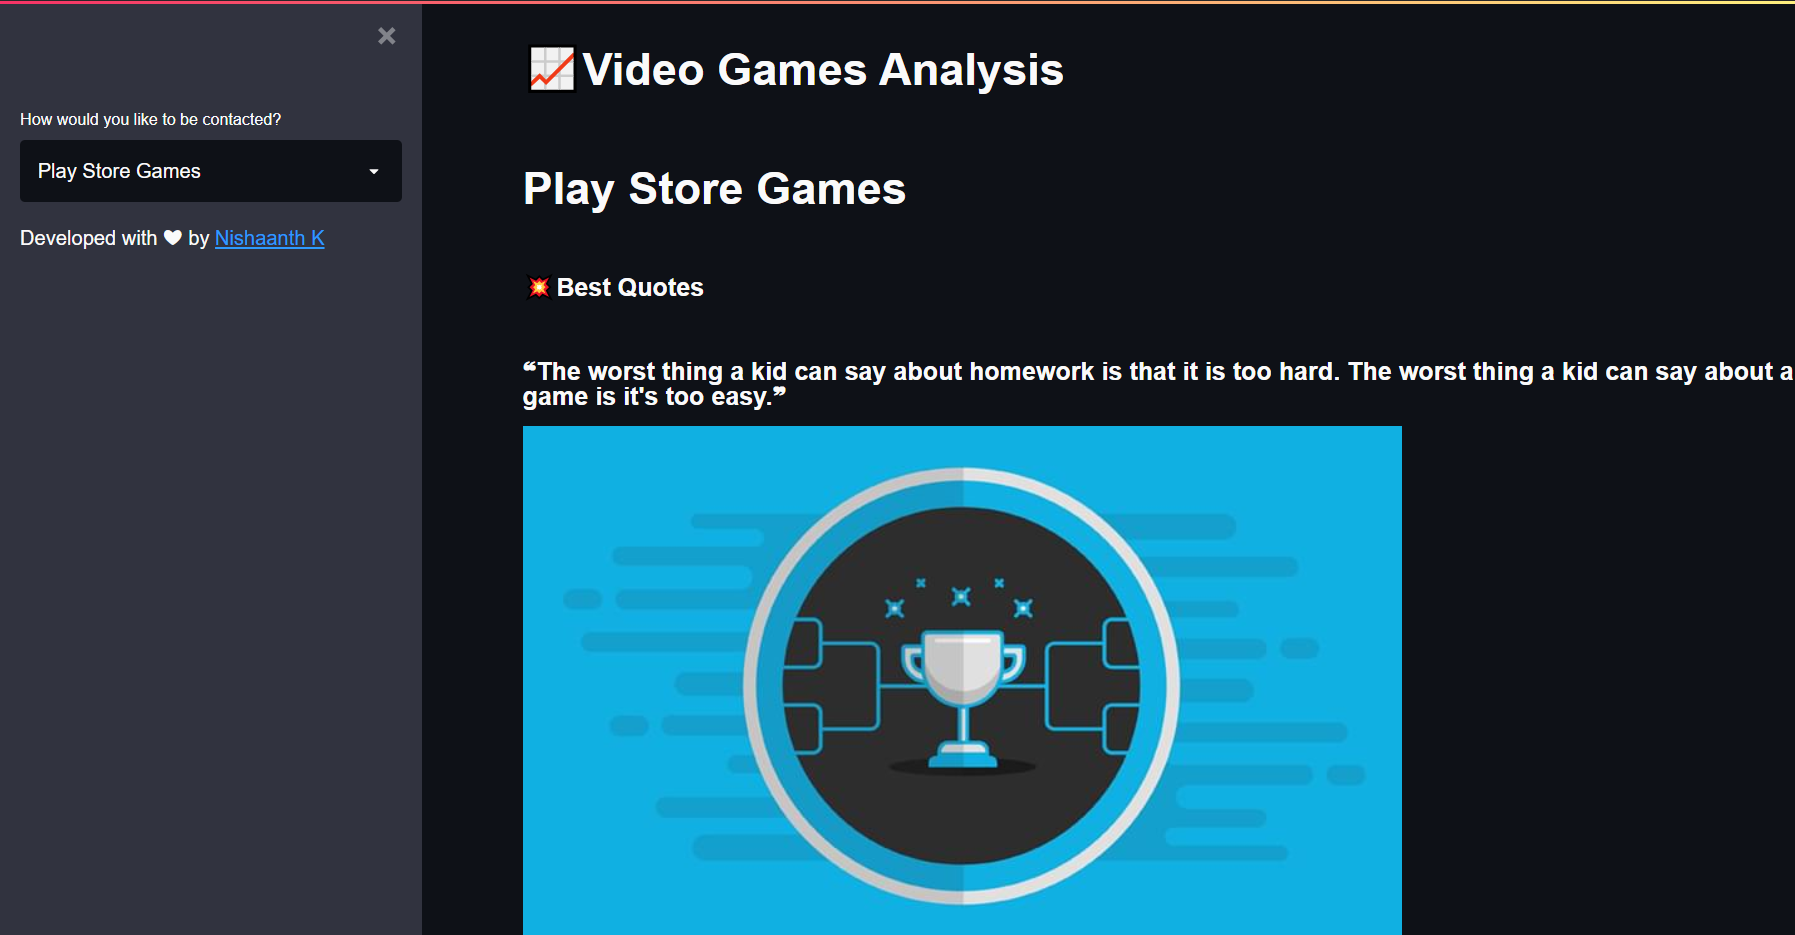 How would you like to be contacted?
Play Store Games
Developed with ❤ by Nishaanth K
📈Video Games Analysis
Play Store Games
💥Best Quotes
❝The worst thing a kid can say about homework is that it is too hard. The worst thing a kid can say about a
game is it's too easy.❞